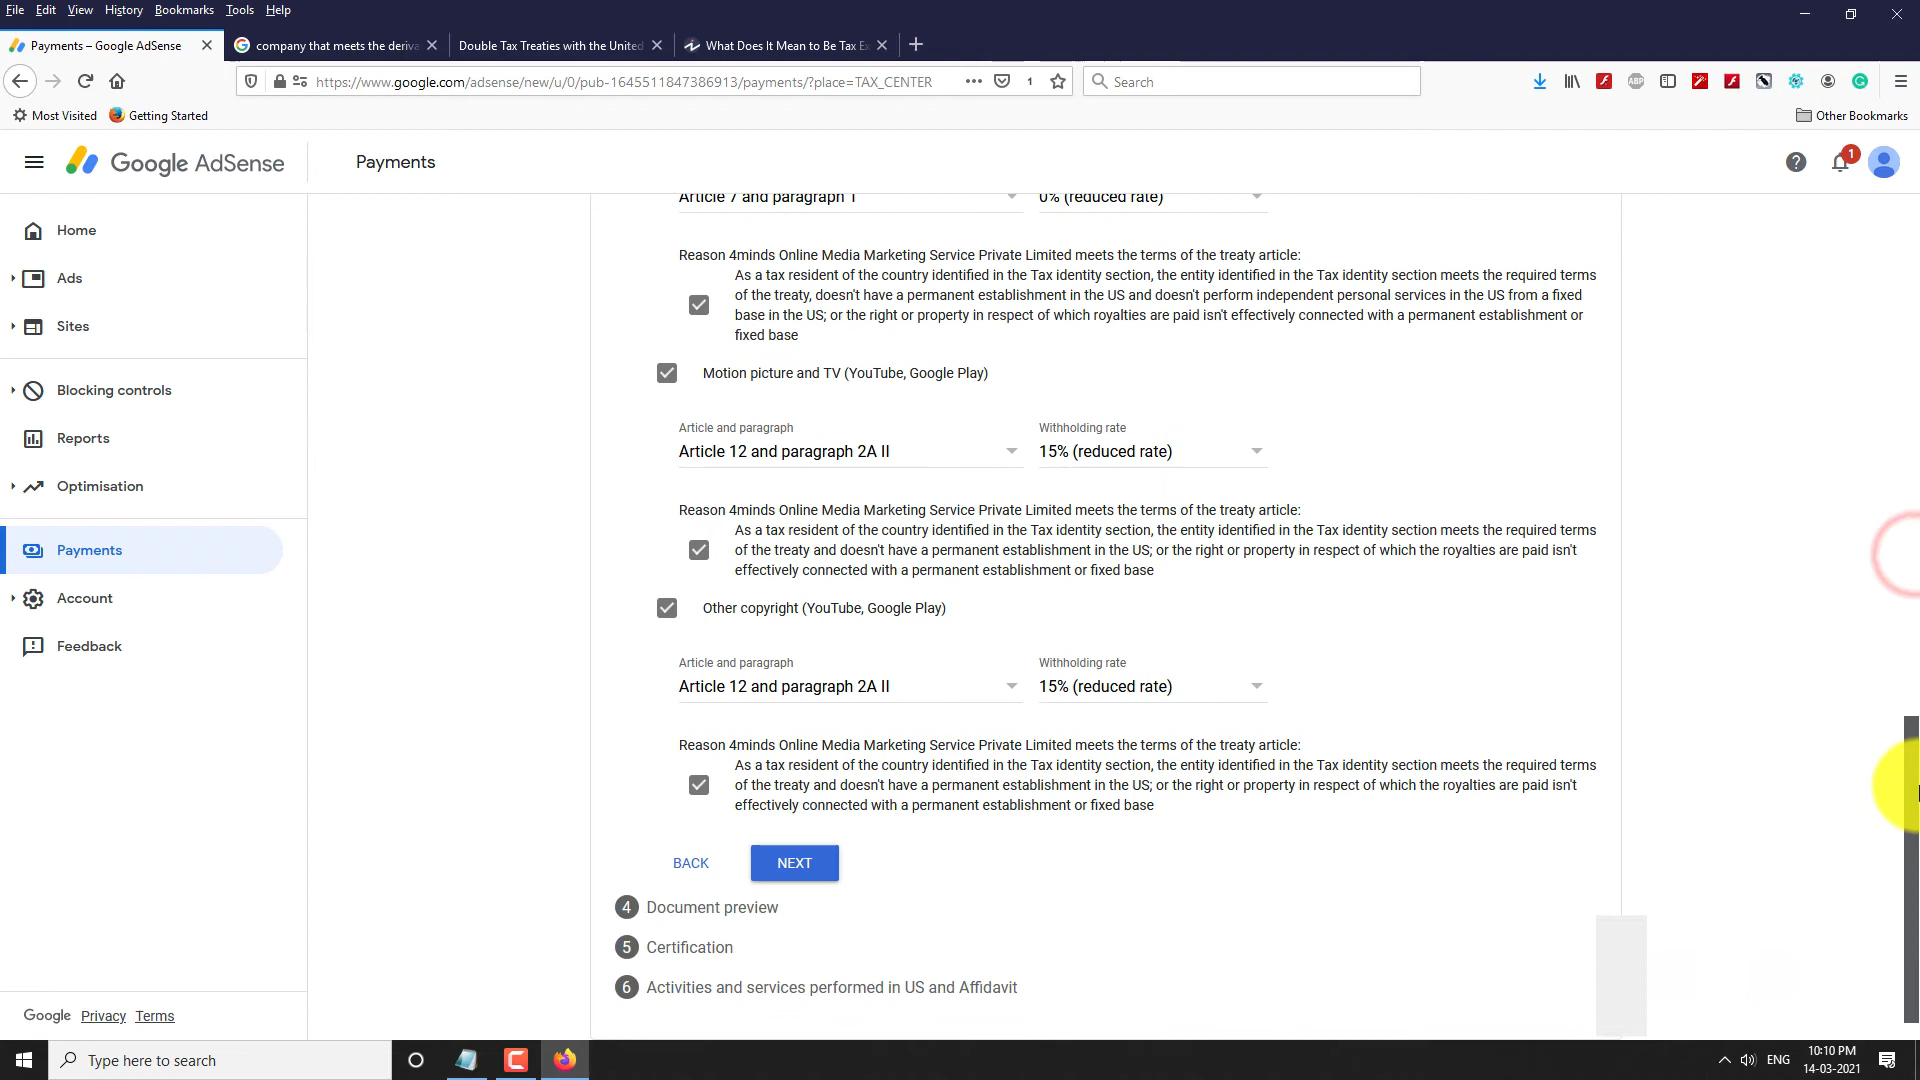 File Edit View History Bookmarks Tools Help
Payments – Google AdSense
company that meets the deriva
Double Tax Treaties with the United
What Does It Mean to Be Tax Ex
https://www.google.com/adsense/new/u/0/pub-1645511847386913/payments/?place=TAX_CENTER
1
Search
ABP
Most Visited
Getting Started
Other Bookmarks
Google AdSense
Payments
1
Home
Ads
Sites
Blocking controls
Reports
Optimisation
Payments
Account
Feedback
Article 7 and paragraph 1
0% (reduced rate)
Reason 4minds Online Media Marketing Service Private Limited meets the terms of the treaty article:
As a tax resident of the country identified in the Tax identity section, the entity identified in the Tax identity section meets the required terms
of the treaty, doesn't have a permanent establishment in the US and doesn't perform independent personal services in the US from a fixed
base in the US; or the right or property in respect of which royalties are paid isn't effectively connected with a permanent establishment or
fixed base
Motion picture and TV (YouTube, Google Play)
Article and paragraph
Withholding rate
Article 12 and paragraph 2A II
15% (reduced rate)
Reason 4minds Online Media Marketing Service Private Limited meets the terms of the treaty article:
As a tax resident of the country identified in the Tax identity section, the entity identified in the Tax identity section meets the required terms
of the treaty and doesn't have a permanent establishment in the US; or the right or property in respect of which the royalties are paid isn't
effectively connected with a permanent establishment or fixed base
Other copyright (YouTube, Google Play)
Article and paragraph
Withholding rate
Article 12 and paragraph 2A II
15% (reduced rate)
Reason 4minds Online Media Marketing Service Private Limited meets the terms of the treaty article:
As a tax resident of the country identified in the Tax identity section, the entity identified in the Tax identity section meets the required terms
of the treaty and doesn't have a permanent establishment in the US; or the right or property in respect of which the royalties are paid isn't
effectively connected with a permanent establishment or fixed base
BACK
NEXT
4 Document preview
5 Certification
6 Activities and services performed in US and Affidavit
Google Privacy Terms
Type here to search
ENG
10:10 PM
14-03-2021